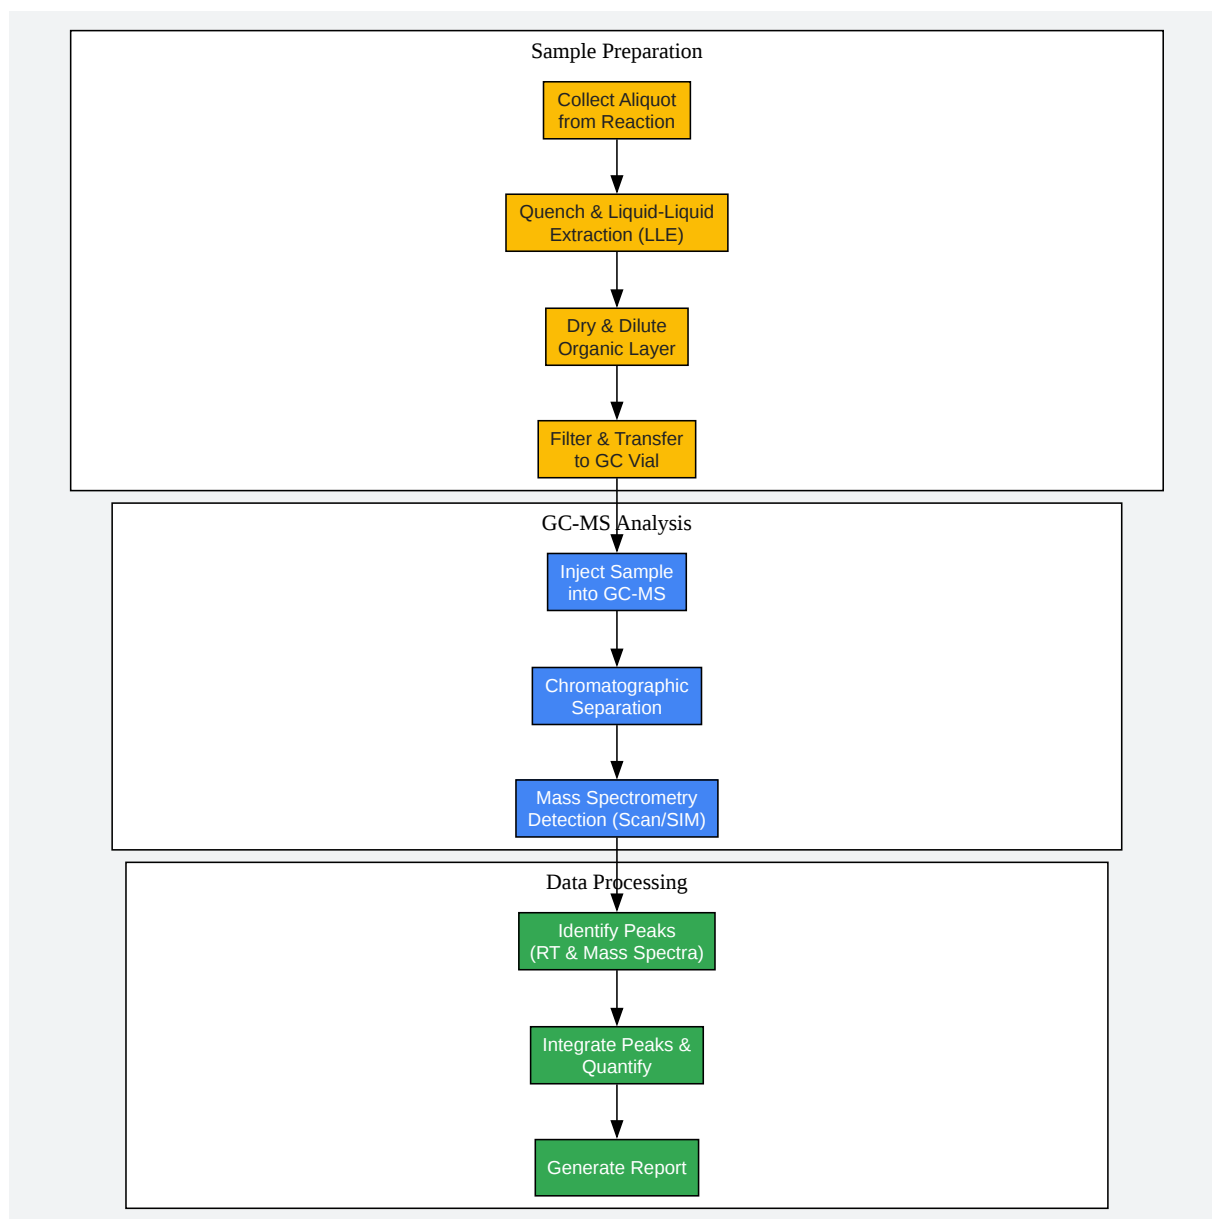 Sample Preparation
Collect Aliquot
from Reaction
Quench & Liquid-Liquid
Extraction (LLE)
Dry & Dilute
Organic Layer
Filter & Transfer
to GC Vial
GC-MS Analysis
Inject Sample
into GC-MS
Chromatographic
Separation
Mass Spectrometry
Detection (Scan/SIM)
Data Processing
Identify Peaks
(RT & Mass Spectra)
Integrate Peaks &
Quantify
Generate Report